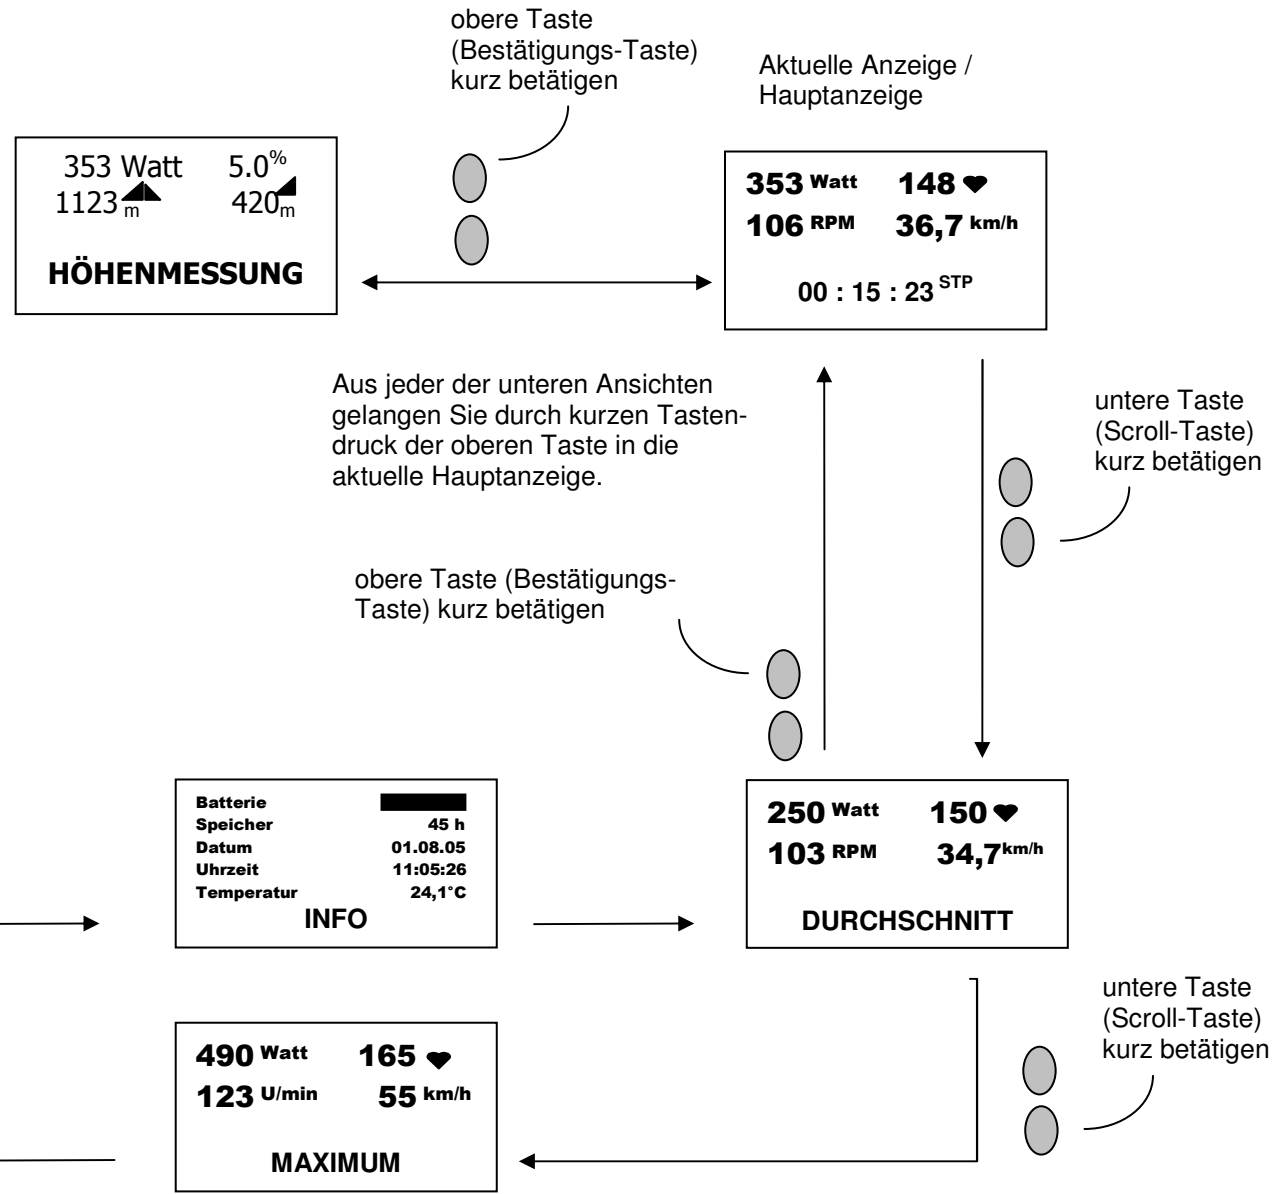 obere Taste
(Bestätigungs-Taste)
kurz betätigen
Aktuelle Anzeige /
Hauptanzeige
353 Watt 5.0%
1123 m 420 m
HÖHENMESSUNG
353 Watt 148
106 RPM 36,7 km/h
00 : 15 : 23 STP
Aus jeder der unteren Ansichten
gelangen Sie durch kurzen Tasten-
druck der oberen Taste in die
aktuelle Hauptanzeige.
untere Taste
(Scroll-Taste)
kurz betätigen
obere Taste (Bestätigungs-
Taste) kurz betätigen
Batterie
Speicher 45 h
Datum 01.08.05
Uhrzeit 11:05:26
Temperatur 24,1°C
INFO
250 Watt 150
103 RPM 34,7 km/h
DURCHSCHNITT
untere Taste
(Scroll-Taste)
kurz betätigen
490 Watt 165
123 U/min 55 km/h
MAXIMUM